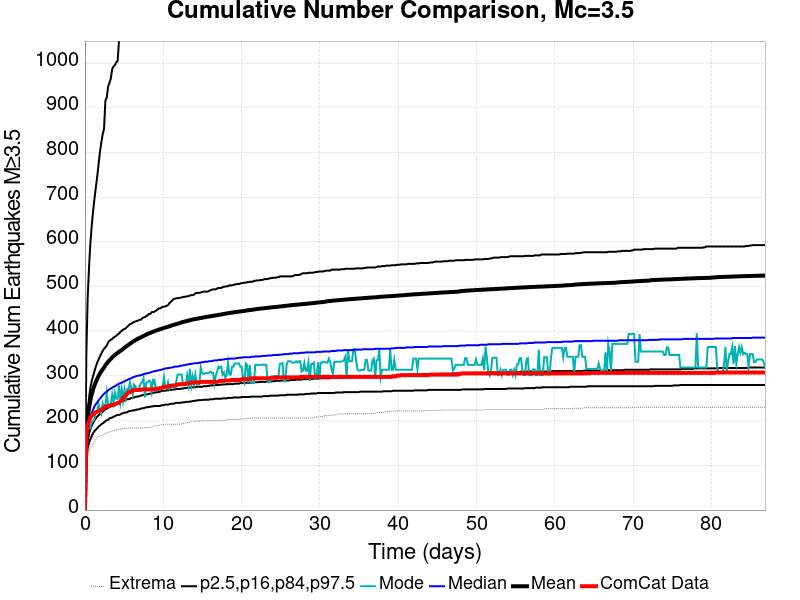 Cumulative Number Comparison, Mc=3.5
Cumulative Num Earthquakes M≥3.5
1000
900
800
700
600
500
400
300
200
100
0
0 10 20 30 40 50 60 70 80
Time (days)
Extrema p2.5,p16,p84,p97.5 Mode Median Mean ComCat Data